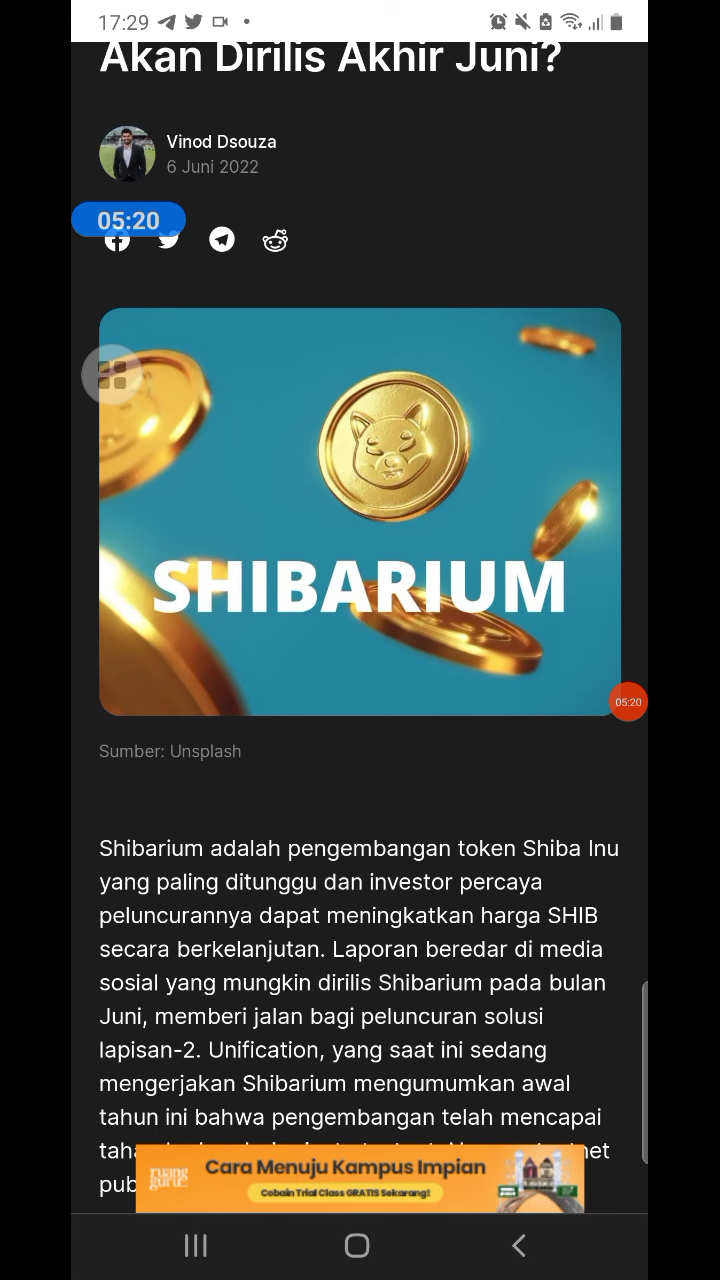 17:29
Akan Dirilis Akhir Juni?
Vinod Dsouza
6 Juni 2022
05:20
SHIBARIUM
05:20
Sumber: Unsplash
Shibarium adalah pengembangan token Shiba Inu
yang paling ditunggu dan investor percaya
peluncurannya dapat meningkatkan harga SHIB
secara berkelanjutan. Laporan beredar di media
sosial yang mungkin dirilis Shibarium pada bulan
Juni, memberi jalan bagi peluncuran solusi
lapisan-2. Unification, yang saat ini sedang
mengerjakan Shibarium mengumumkan awal
tahun ini bahwa pengembangan telah mencapai
ruang
guru
Cara Menuju Kampus Impian
Cobain Trial Class GRATIS Sekarang!